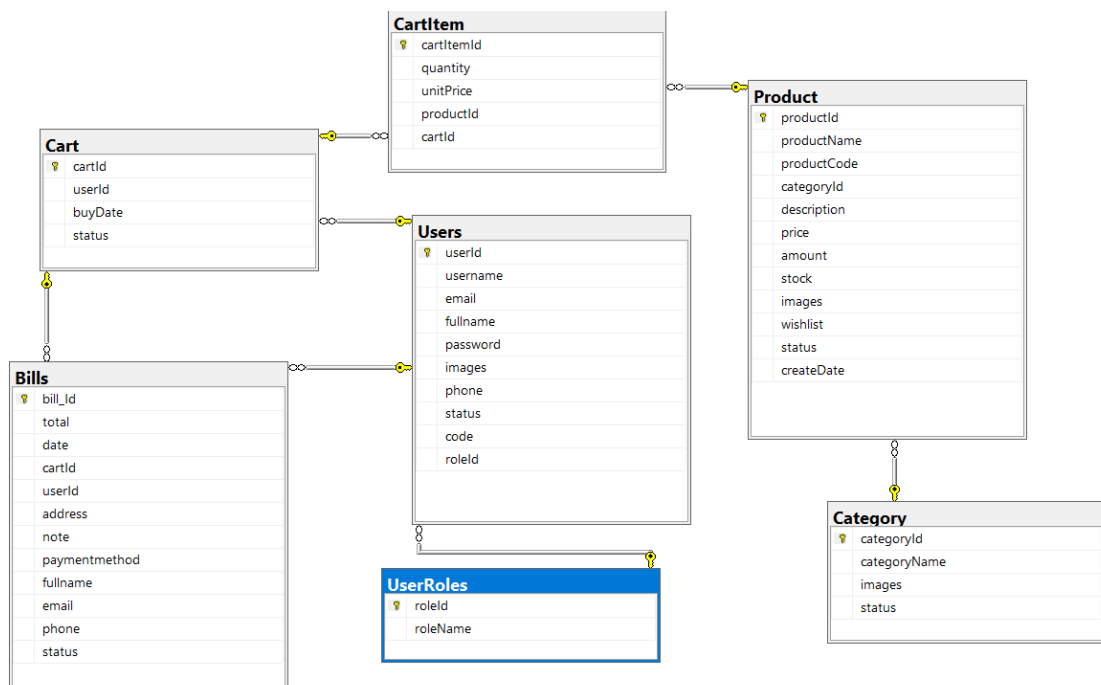 CartItem
cartItemId
quantity
unitPrice
productId
cartId
Product
productId
productName
productCode
categoryId
description
price
amount
stock
images
wishlist
status
createDate
Cart
cartId
userId
buyDate
status
Users
userId
username
email
fullname
password
images
phone
status
code
roleId
Bills
bill_Id
total
date
cartId
userId
address
note
paymentmethod
fullname
email
phone
status
Category
categoryId
categoryName
images
status
UserRoles
roleId
roleName